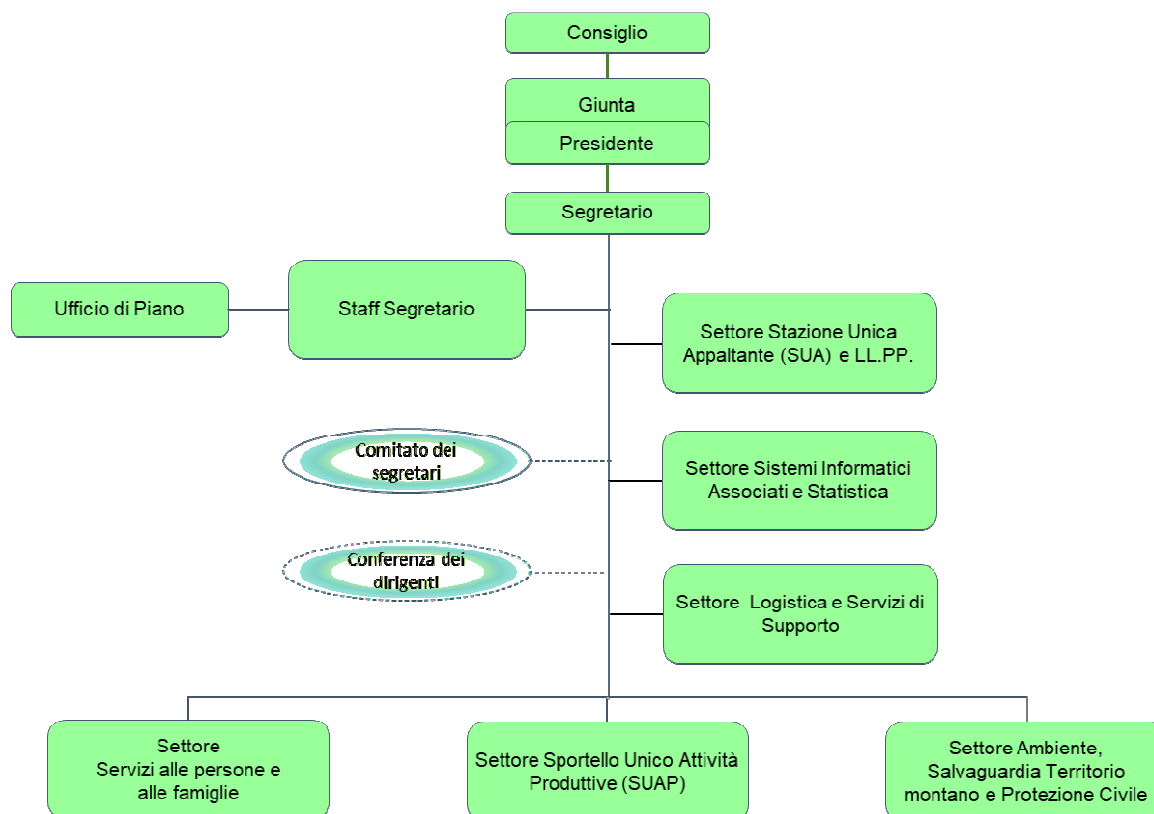 Consiglio
Giunta
Presidente
Segretario
Ufficio di Piano
Staff Segretario
Settore Stazione Unica
Appaltante (SUA) e LL.PP.
Comitato dei
segretari
Settore Sistemi Informatici
Associati e Statistica
Conferenza dei
dirigenti
Settore Logistica e Servizi di
Supporto
Settore
Servizi alle persone e
alle famiglie
Settore Sportello Unico Attività
Produttive (SUAP)
Settore Ambiente,
Salvaguardia Territorio
montano e Protezione Civile